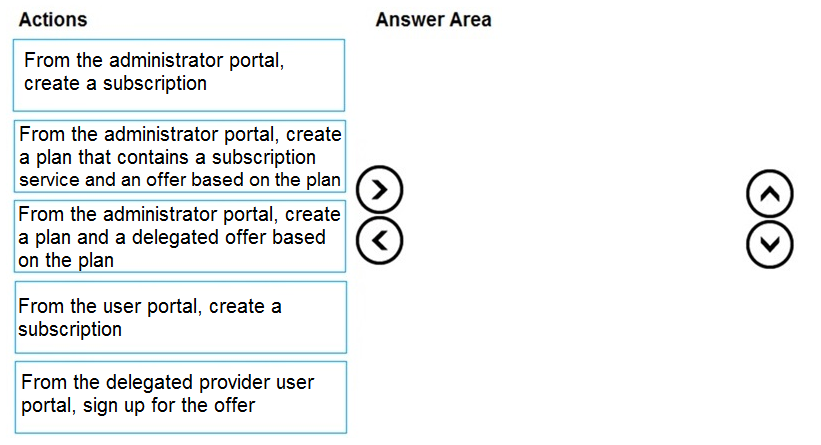 Actions
Answer Area
From the administrator portal,
create a subscription
From the administrator portal, create
a plan that contains a subscription
service and an offer based on the plan
From the administrator portal, create
a plan and a delegated offer based
on the plan
From the user portal, create a
subscription
From the delegated provider user
portal, sign up for the offer